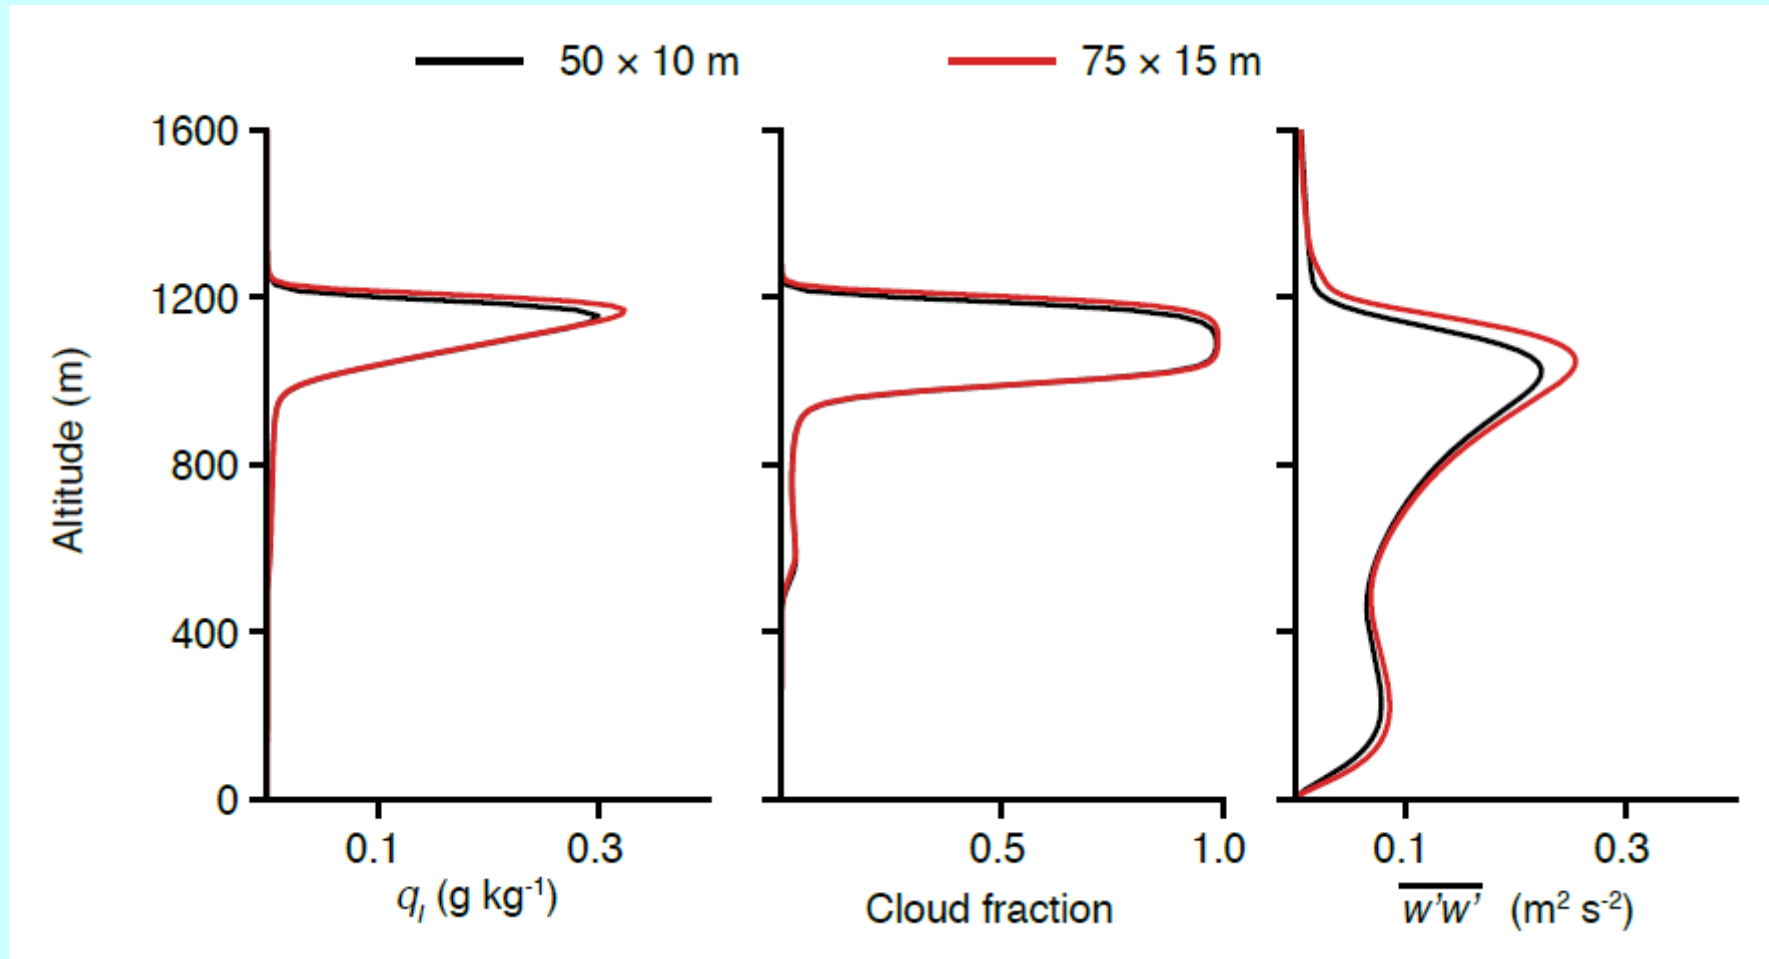 50 × 10 m
75 × 15 m
1600
1200
800
400
0
Altitude (m)
0.1 0.3
q_l (g kg⁻¹)
0.5 1.0
Cloud fraction
0.1 0.3
w'w' (m² s⁻²)